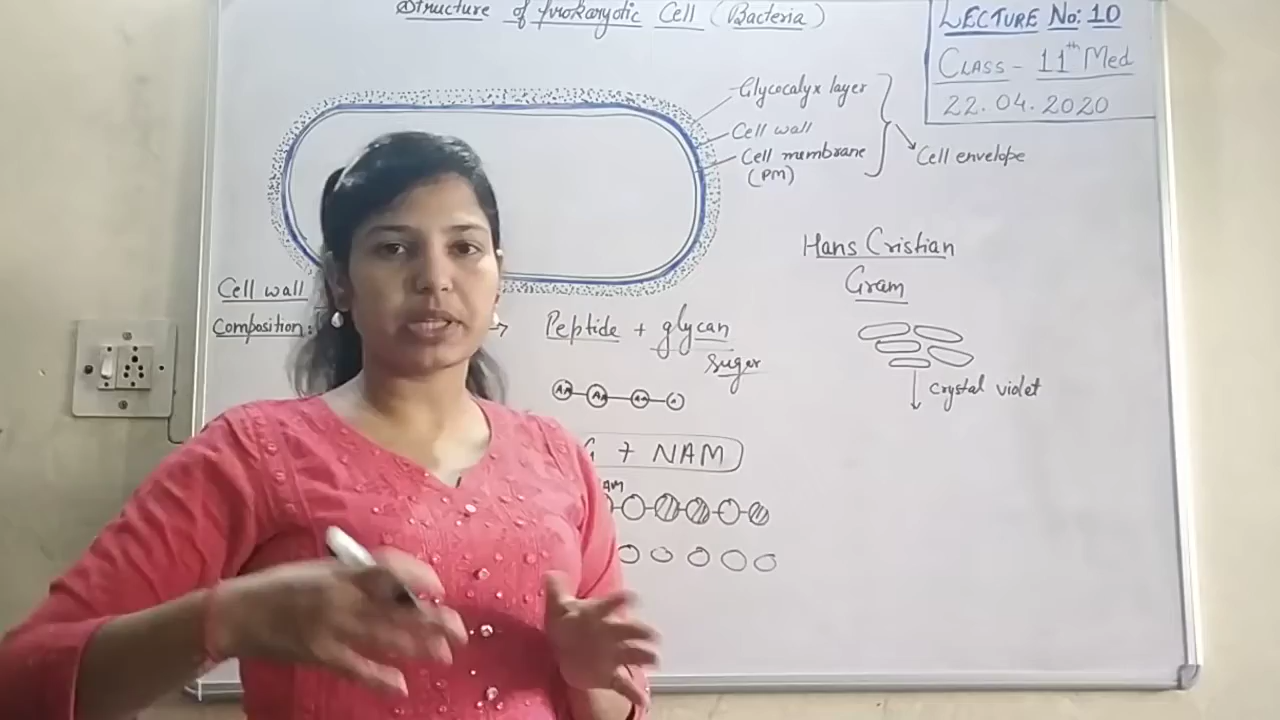 Structure of Prokaryotic Cell (Bacteria)
LECTURE No: 10
CLASS - 11th Med
22.04.2020
Glycocalyx layer
Cell wall
Cell membrane
(PM)
Cell envelope
Hans Cristian
Gram
Crystal violet
Cell wall
Composition:
Peptide + glycan
suger
+ NAM